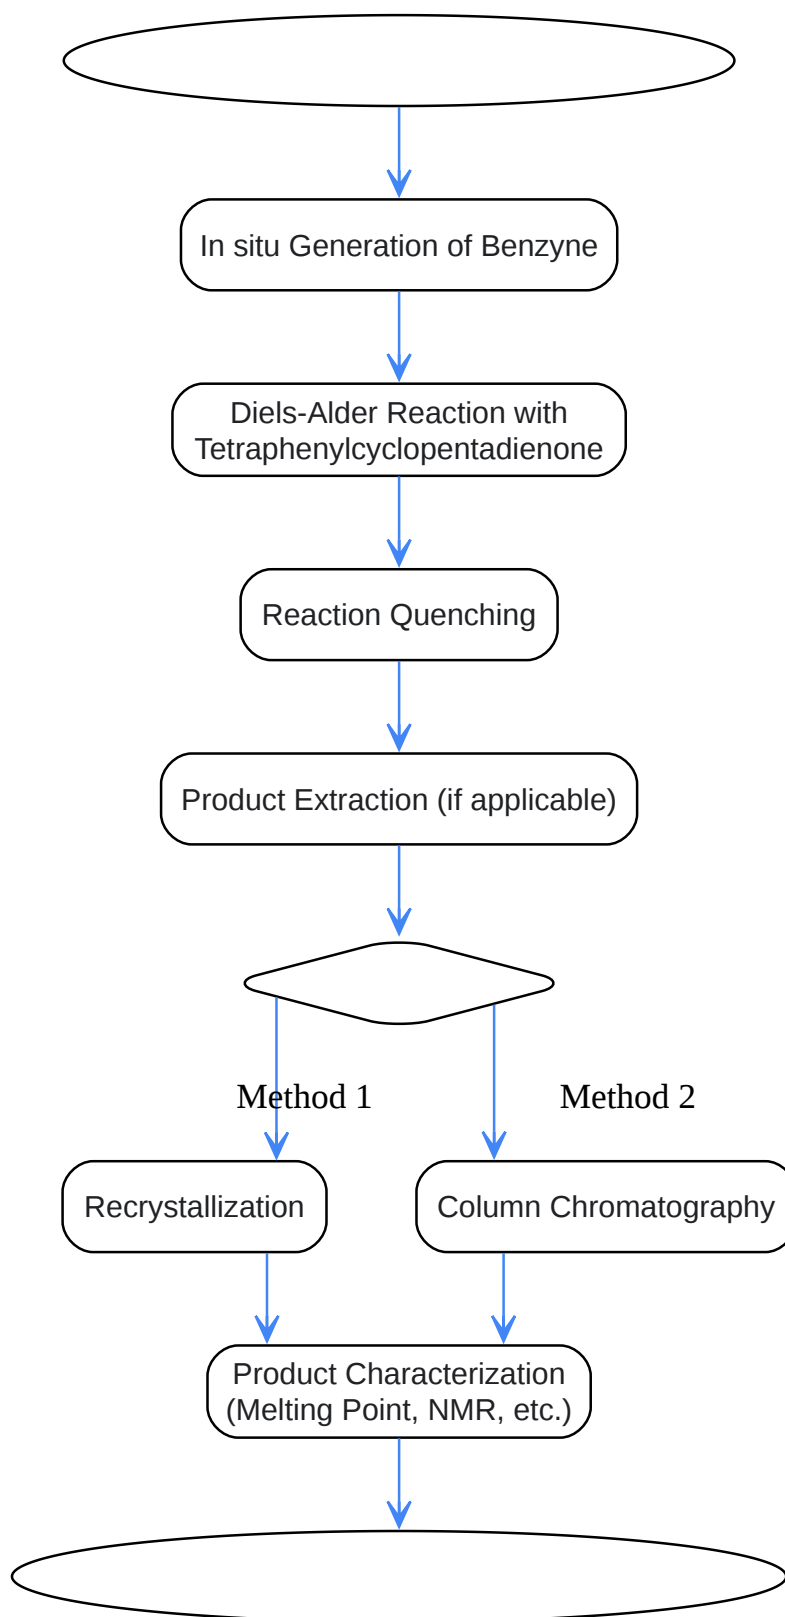 In situ Generation of Benzyne
Diels-Alder Reaction with
Tetraphenylcyclopentadienone
Reaction Quenching
Product Extraction (if applicable)
Method 1
Method 2
Recrystallization
Column Chromatography
Product Characterization
(Melting Point, NMR, etc.)